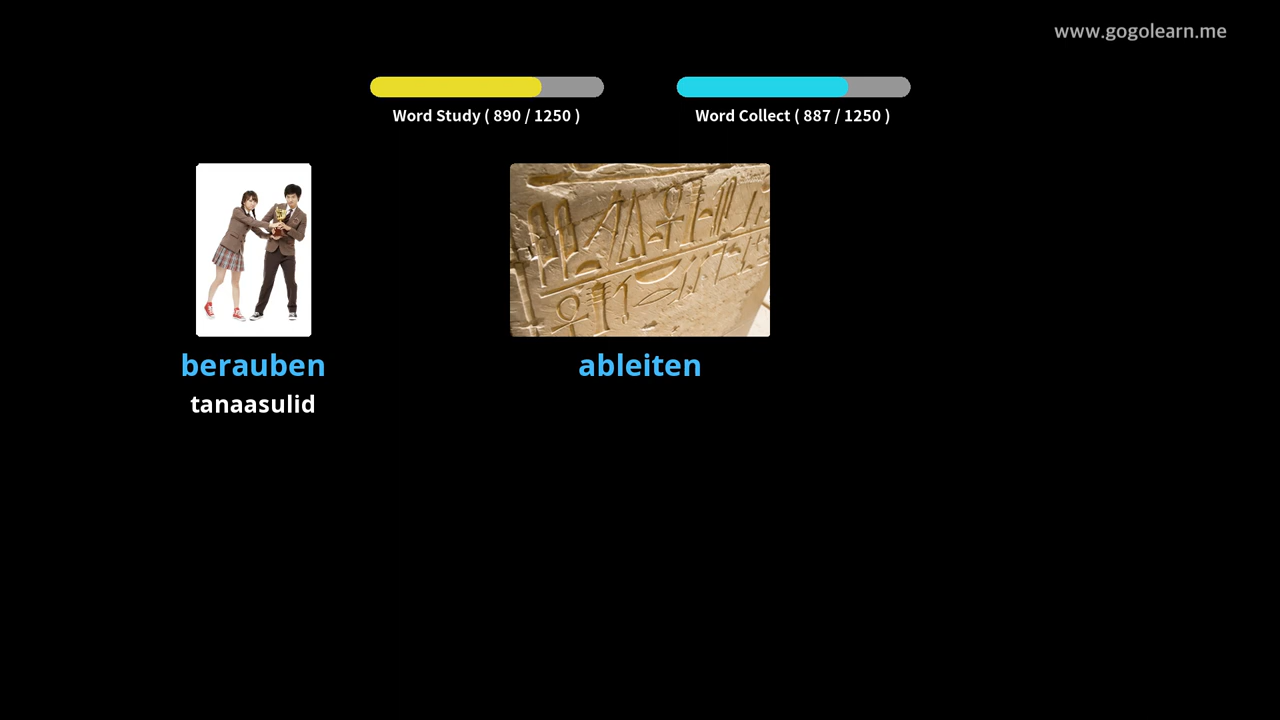 www.gogolearn.me
Word Study ( 890 / 1250 )
Word Collect ( 887 / 1250 )
berauben
tanaasulid
ableiten